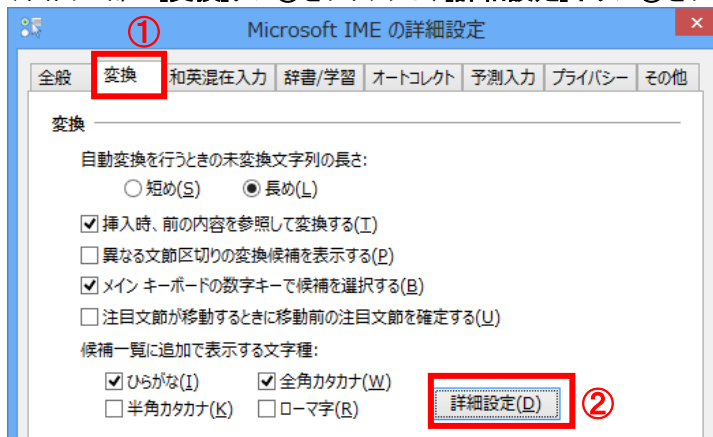 ①
Microsoft IME の詳細設定
×
全般 変換 和英混在入力 辞書/学習 オートコレクト 予測入力 プライバシー その他
変換
自動変換を行うときの未変換文字列の長さ:
短め(S) 長め(L)
挿入時、前の内容を参照して変換する(T)
異なる文節区切りの変換候補を表示する(P)
メイン キーボードの数字キーで候補を選択する(B)
注目文節が移動するときに移動前の注目文節を確定する(U)
候補一覧に追加で表示する文字種:
ひらがな(I) 全角カタカナ(W)
半角カタカナ(K) ローマ字(R)
詳細設定(D) ②